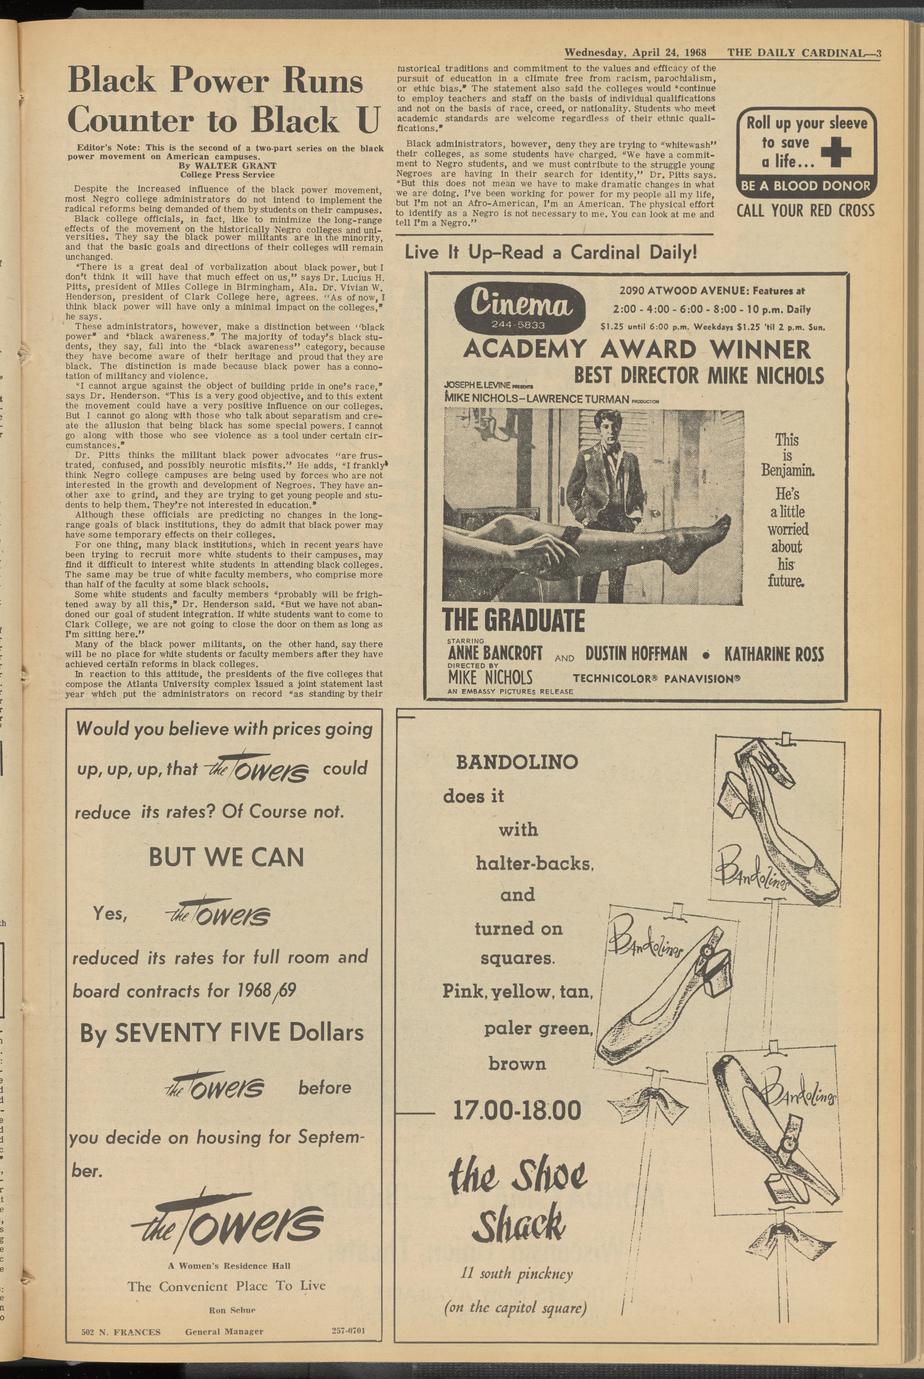 Wednesday, April 24, 1968 THE DAILY CARDINAL—3
Black Power Runs
Counter to Black U
Editor's Note: This is the second of a two-part series on the black
power movement on American campuses.
By WALTER GRANT
College Press Service
Despite the increased influence of the black power movement,
most Negro college administrators do not intend to implement the
radical reforms being demanded of them by students on their campuses.
Black college officials, in fact, like to minimize the long-range
effects of the movement on the historically Negro colleges and uni-
versities. They say the black power militants are in the minority,
and that the basic goals and directions of their colleges will remain
unchanged.
"There is a great deal of verbalization about black power, but I
don't think it will have that much effect on us," says Dr. Lucius H.
Pitts, president of Miles College in Birmingham, Ala. Dr. Vivian W.
Henderson, president of Clark College here, agrees. "As of now, I
think black power will have only a minimal impact on the colleges,"
he says.
These administrators, however, make a distinction between "black
power" and "black awareness." The majority of today's black stu-
dents, they say, fall into the "black awareness" category, because
they have become aware of their heritage and proud that they are
black. The distinction is made because black power has a conno-
tation of militancy and violence.
"I cannot argue against the object of building pride in one's race,"
says Dr. Henderson. "This is a very good objective, and to this extent
the movement could have a very positive influence on our colleges.
But I cannot go along with those who talk about separatism and cre-
ate the allusion that being black has some special powers. I cannot
go along with those who see violence as a tool under certain cir-
cumstances."
Dr. Pitts thinks the militant black power advocates "are frus-
trated, confused, and possibly neurotic misfits." He adds, "I frankly
think Negro college campuses are being used by forces who are not
interested in the growth and development of Negroes. They have an-
other axe to grind, and they are trying to get young people and stu-
dents to help them. They're not interested in education."
Although these officials are predicting no changes in the long-
range goals of black institutions, they do admit that black power may
have some temporary effects on their colleges.
For one thing, many black institutions, which in recent years have
been trying to recruit more white students to their campuses, may
find it difficult to interest white students in attending black colleges.
The same may be true of white faculty members, who comprise more
than half of the faculty at some black schools.
Some white students and faculty members "probably will be frigh-
tened away by all this," Dr. Henderson said. "But we have not aban-
doned our goal of student integration. If white students want to come to
Clark College, we are not going to close the door on them as long as
I'm sitting here."
Many of the black power militants, on the other hand, say there
will be no place for white students or faculty members after they have
achieved certain reforms in black colleges.
In reaction to this attitude, the presidents of the five colleges that
compose the Atlanta University complex issued a joint statement last
year which put the administrators on record "as standing by their
historical traditions and commitment to the values and efficacy of the
pursuit of education in a climate free from racism, parochialism,
or ethic bias." The statement also said the colleges would "continue
to employ teachers and staff on the basis of individual qualifications
and not on the basis of race, creed, or nationality. Students who meet
academic standards are welcome regardless of their ethnic quali-
fications."
Black administrators, however, deny they are trying to "whitewash"
their colleges, as some students have charged. "We have a commit-
ment to Negro students, and we must contribute to the struggle young
Negroes are having in their search for identity," Dr. Pitts says.
"But this does not mean we have to make dramatic changes in what
we are doing. I've been working for power for my people all my life,
but I'm not an Afro-American, I'm an American. The physical effort
to identify as a Negro is not necessary to me. You can look at me and
tell I'm a Negro."
Roll up your sleeve
to save
a life...
BE A BLOOD DONOR
CALL YOUR RED CROSS
Live It Up—Read a Cardinal Daily!
Cinema
244-5833
2090 ATWOOD AVENUE: Features at
2:00 - 4:00 - 6:00 - 8:00 - 10 p.m. Daily
$1.25 until 6:00 p.m. Weekdays $1.25 'til 2 p.m. Sun.
ACADEMY AWARD WINNER
BEST DIRECTOR MIKE NICHOLS
JOSEPH E. LEVINE PRESENTS
A
MIKE NICHOLS—LAWRENCE TURMAN PRODUCTION
This
is
Benjamin.
He's
a little
worried
about
his
future.
THE GRADUATE
STARRING
ANNE BANCROFT AND DUSTIN HOFFMAN • KATHARINE ROSS
DIRECTED BY
MIKE NICHOLS TECHNICOLOR® PANAVISION®
AN EMBASSY PICTURES RELEASE
Would you believe with prices going
up, up, up, that the Towers could
reduce its rates? Of Course not.
BUT WE CAN
Yes, the Towers
reduced its rates for full room and
board contracts for 1968/69
By SEVENTY FIVE Dollars
the Towers before
you decide on housing for Septem-
ber.
the Towers
A Women's Residence Hall
The Convenient Place To Live
Ron Schue
502 N. FRANCES General Manager 257-0701
BANDOLINO
does it
with
halter-backs,
and
turned on
squares.
Pink, yellow, tan,
paler green,
brown
17.00-18.00
the Shoe
Shack
11 south pinckney
(on the capitol square)
Bandolino
Bandolino
Bandolino